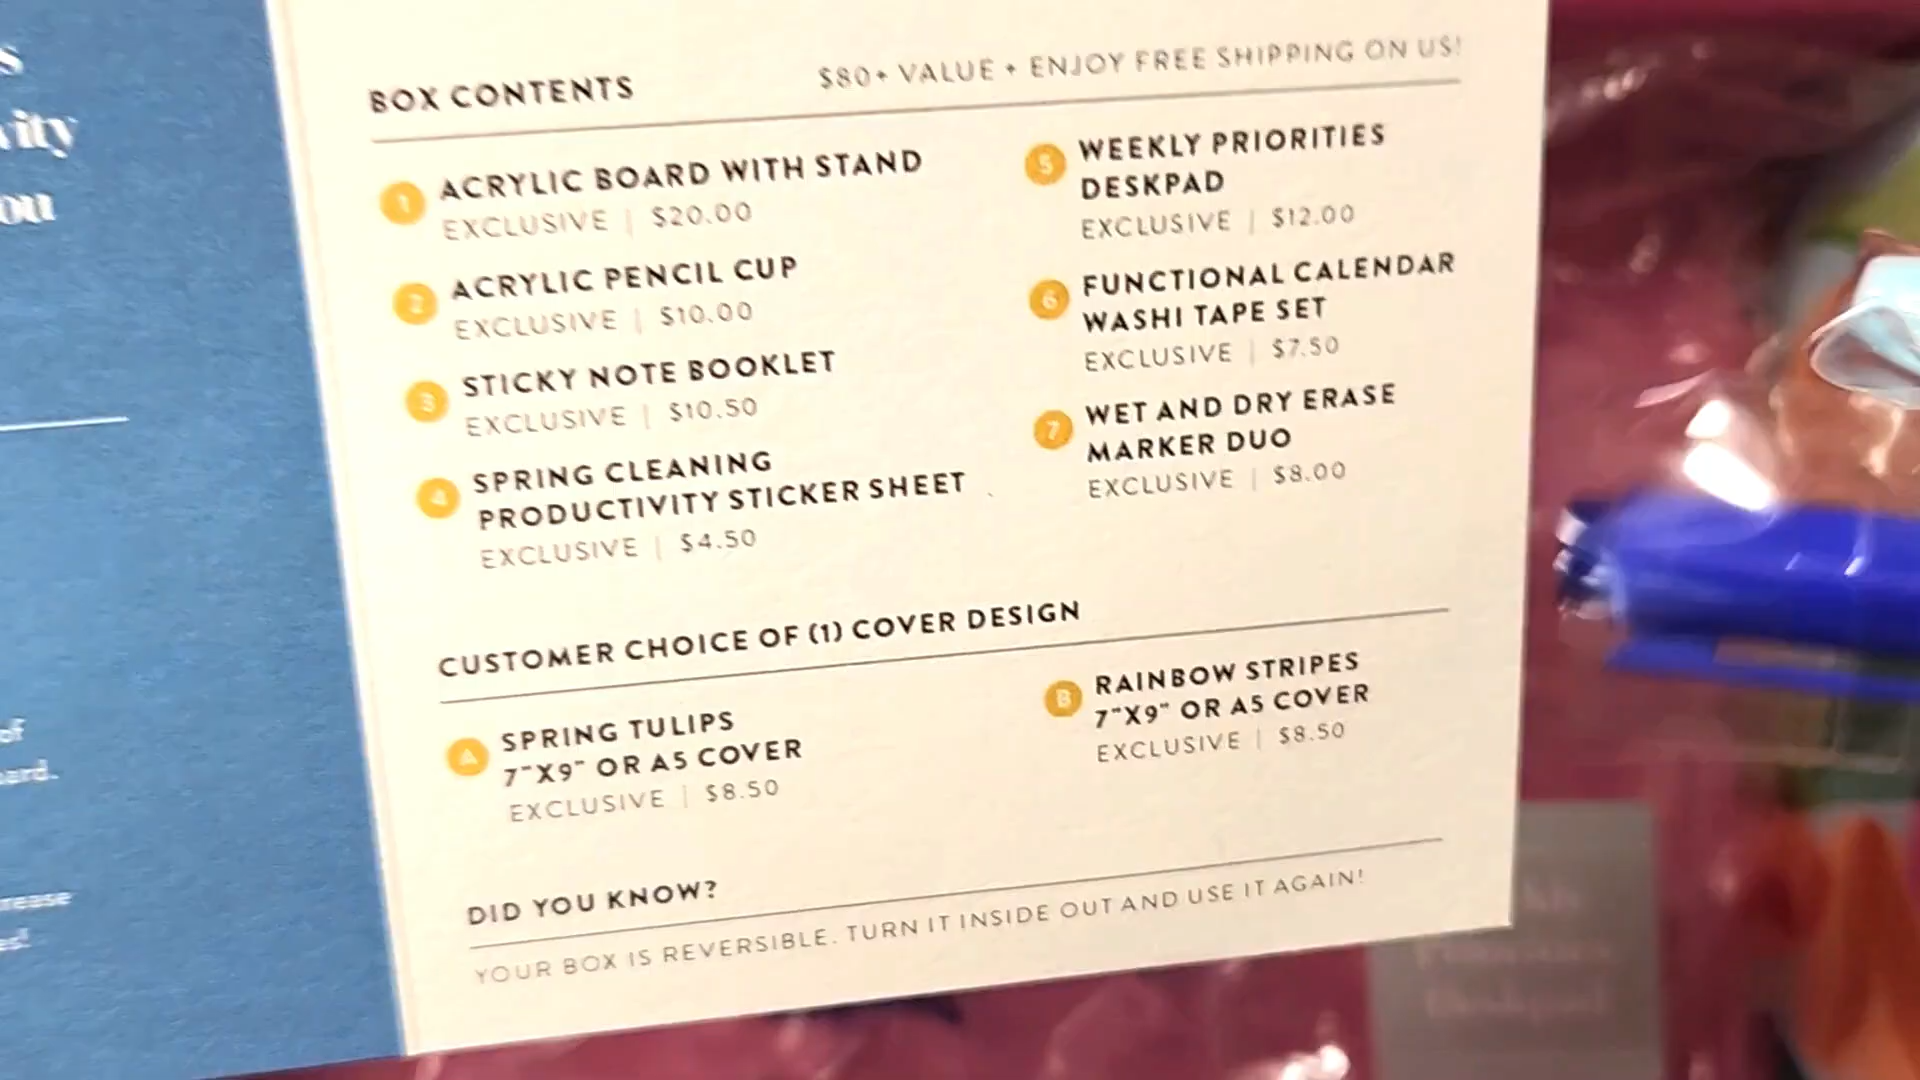 BOX CONTENTS
$80+ VALUE + ENJOY FREE SHIPPING ON US!
1 ACRYLIC BOARD WITH STAND
EXCLUSIVE | $20.00
2 ACRYLIC PENCIL CUP
EXCLUSIVE | $10.00
3 STICKY NOTE BOOKLET
EXCLUSIVE | $10.50
4 SPRING CLEANING
PRODUCTIVITY STICKER SHEET
EXCLUSIVE | $4.50
5 WEEKLY PRIORITIES
DESKPAD
EXCLUSIVE | $12.00
6 FUNCTIONAL CALENDAR
WASHI TAPE SET
EXCLUSIVE | $7.50
7 WET AND DRY ERASE
MARKER DUO
EXCLUSIVE | $8.00
CUSTOMER CHOICE OF (1) COVER DESIGN
A SPRING TULIPS
7"X9" OR A5 COVER
EXCLUSIVE | $8.50
B RAINBOW STRIPES
7"X9" OR A5 COVER
EXCLUSIVE | $8.50
DID YOU KNOW?
YOUR BOX IS REVERSIBLE. TURN IT INSIDE OUT AND USE IT AGAIN!